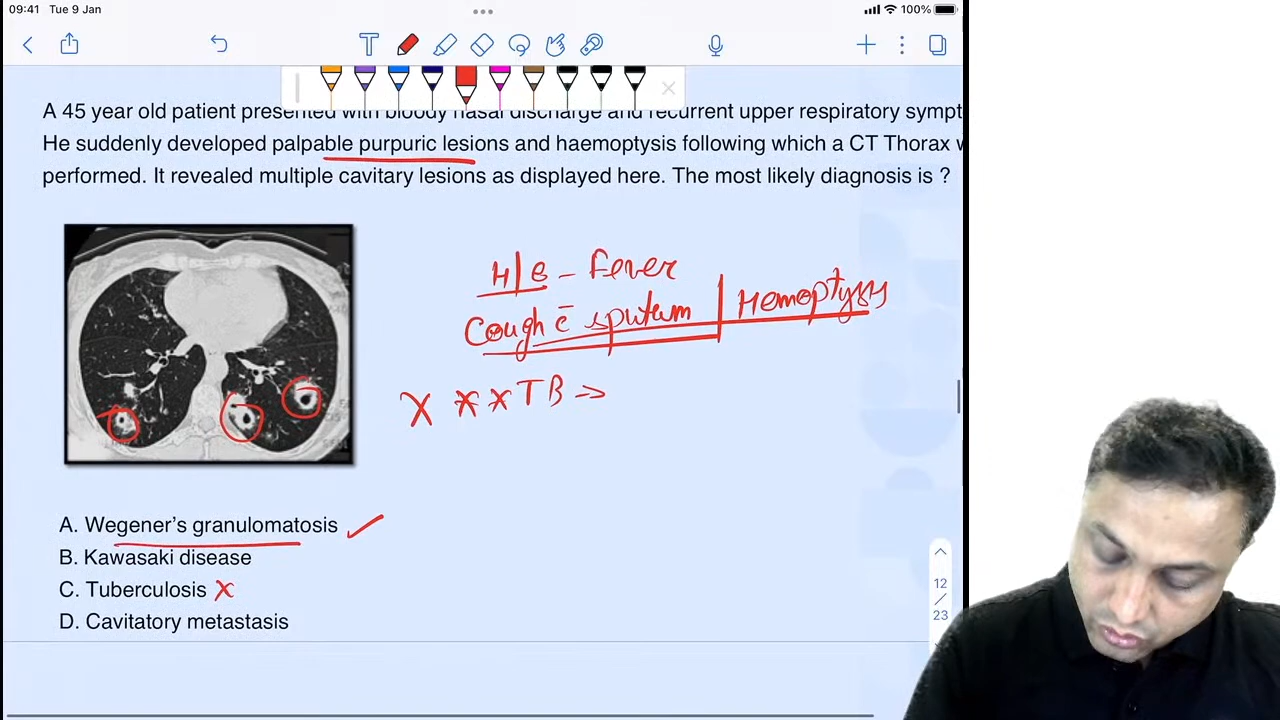 09:41 Tue 9 Jan
100%
T
A 45 year old patient presented with bloody nasal discharge and recurrent upper respiratory sympt
He suddenly developed palpable purpuric lesions and haemoptysis following which a CT Thorax w
performed. It revealed multiple cavitary lesions as displayed here. The most likely diagnosis is ?
H/B - Fever
Cough c̄ sputum | Hemoptysis
X X X TB →
A. Wegener's granulomatosis ✓
B. Kawasaki disease
C. Tuberculosis X
D. Cavitatory metastasis
12
/
23